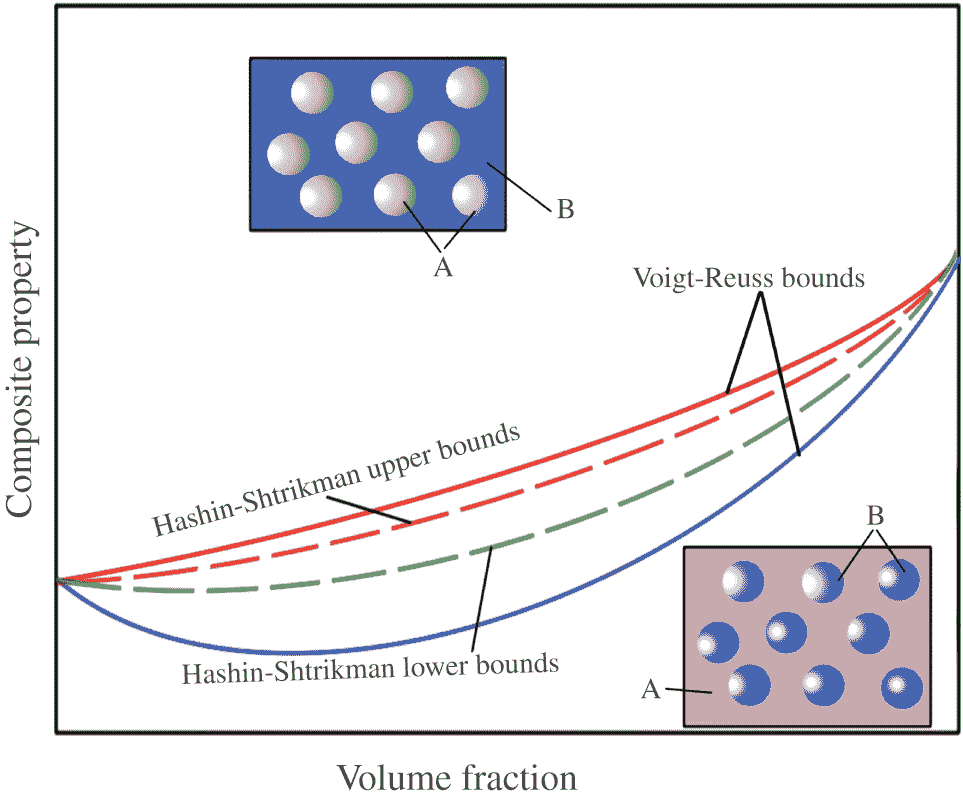 B
A
Voigt-Reuss bounds
Hashin-Shtrikman upper bounds
B
Hashin-Shtrikman lower bounds
A
Composite property
Volume fraction